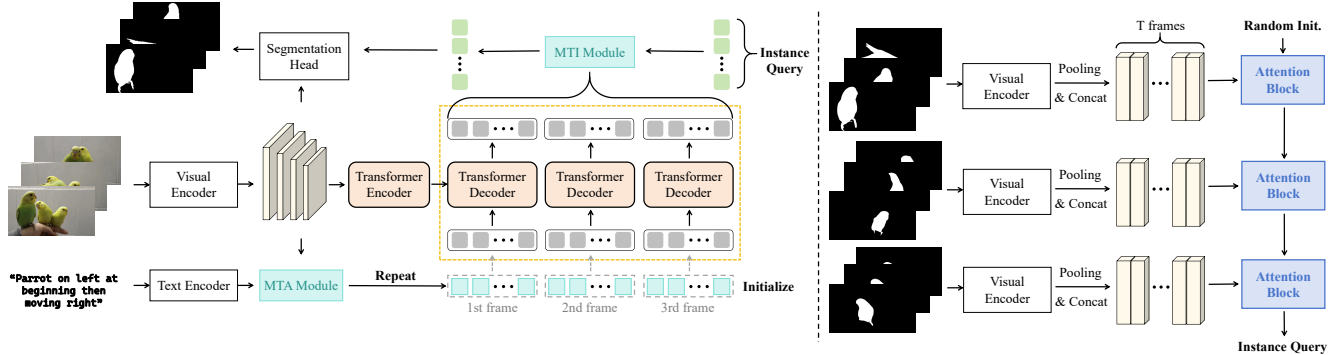 Segmentation
Head
MTI Module
Instance
Query
Visual
Encoder
Transformer
Encoder
Transformer
Decoder
Transformer
Decoder
Transformer
Decoder
“Parrot on left at
beginning then
moving right”
Text Encoder
MTA Module
Repeat
Initialize
1st frame
2nd frame
3rd frame
T frames
Random Init.
Visual
Encoder
Pooling
& Concat
Attention
Block
Visual
Encoder
Pooling
& Concat
Attention
Block
Visual
Encoder
Pooling
& Concat
Attention
Block
Instance Query